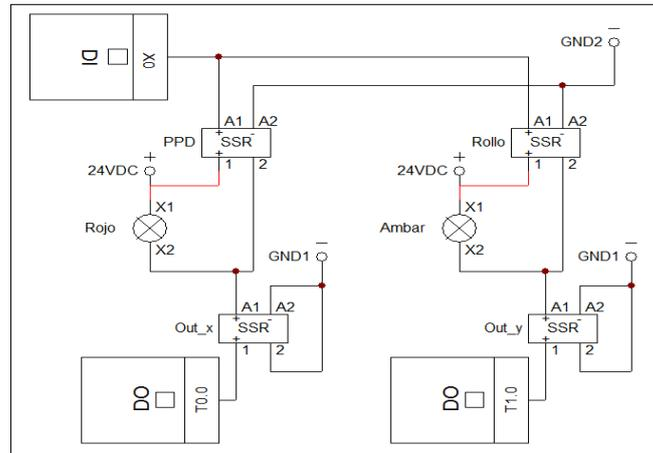 GND2
DI
X0
A1 A2
PPD
SSR
+ -
1 2
A1 A2
Rollo
SSR
+ -
1 2
24VDC
+
24VDC
+
X1
Rojo
X2
X1
Ambar
X2
GND1
GND1
A1 A2
Out_x
SSR
+ -
1 2
A1 A2
Out_y
SSR
+ -
1 2
DO
T0.0
DO
T1.0